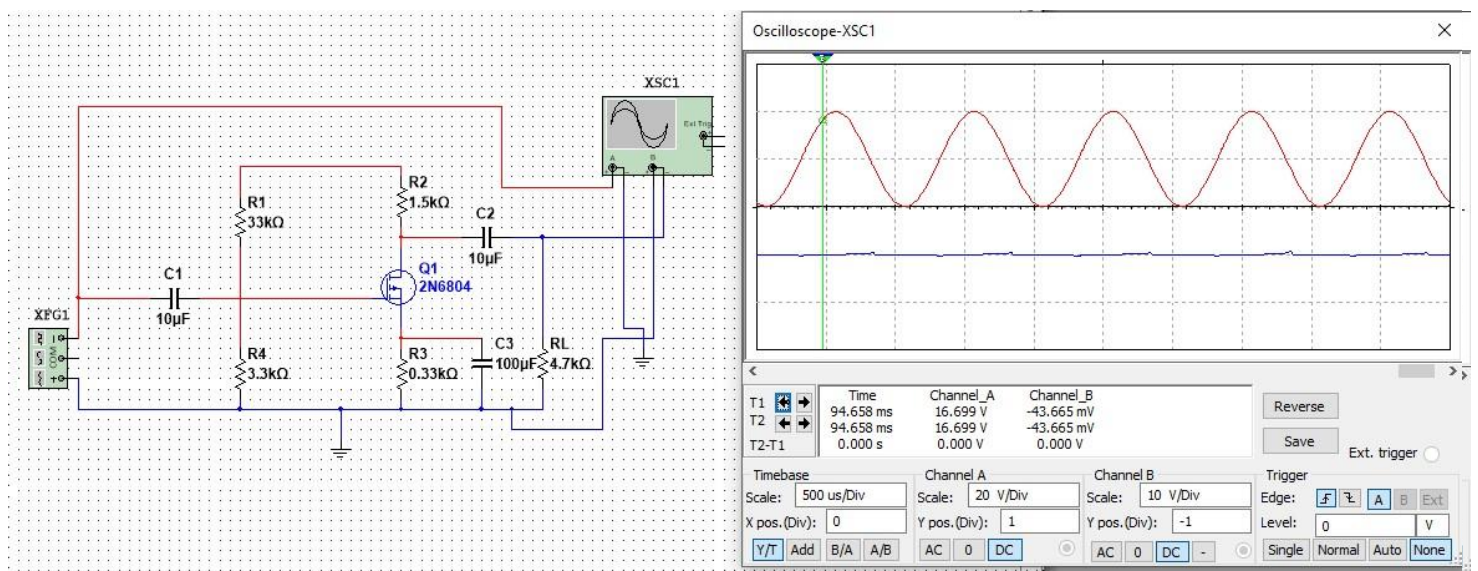 XSC1
Ext Trig
A
B
R1
33kΩ
R2
1.5kΩ
C2
10µF
Q1
2N6804
C1
10µF
XFG1
COM
R4
3.3kΩ
R3
0.33kΩ
C3
100µF
RL
4.7kΩ
Oscilloscope-XSC1
Time Channel_A Channel_B
T1 94.658 ms 16.699 V -43.665 mV
T2 94.658 ms 16.699 V -43.665 mV
T2-T1 0.000 s 0.000 V 0.000 V
Reverse
Save
Ext. trigger
Timebase
Scale: 500 us/Div
X pos.(Div): 0
Y/T Add B/A A/B
Channel A
Scale: 20 V/Div
Y pos.(Div): 1
AC 0 DC
Channel B
Scale: 10 V/Div
Y pos.(Div): -1
AC 0 DC -
Trigger
Edge: A B Ext
Level: 0 V
Single Normal Auto None